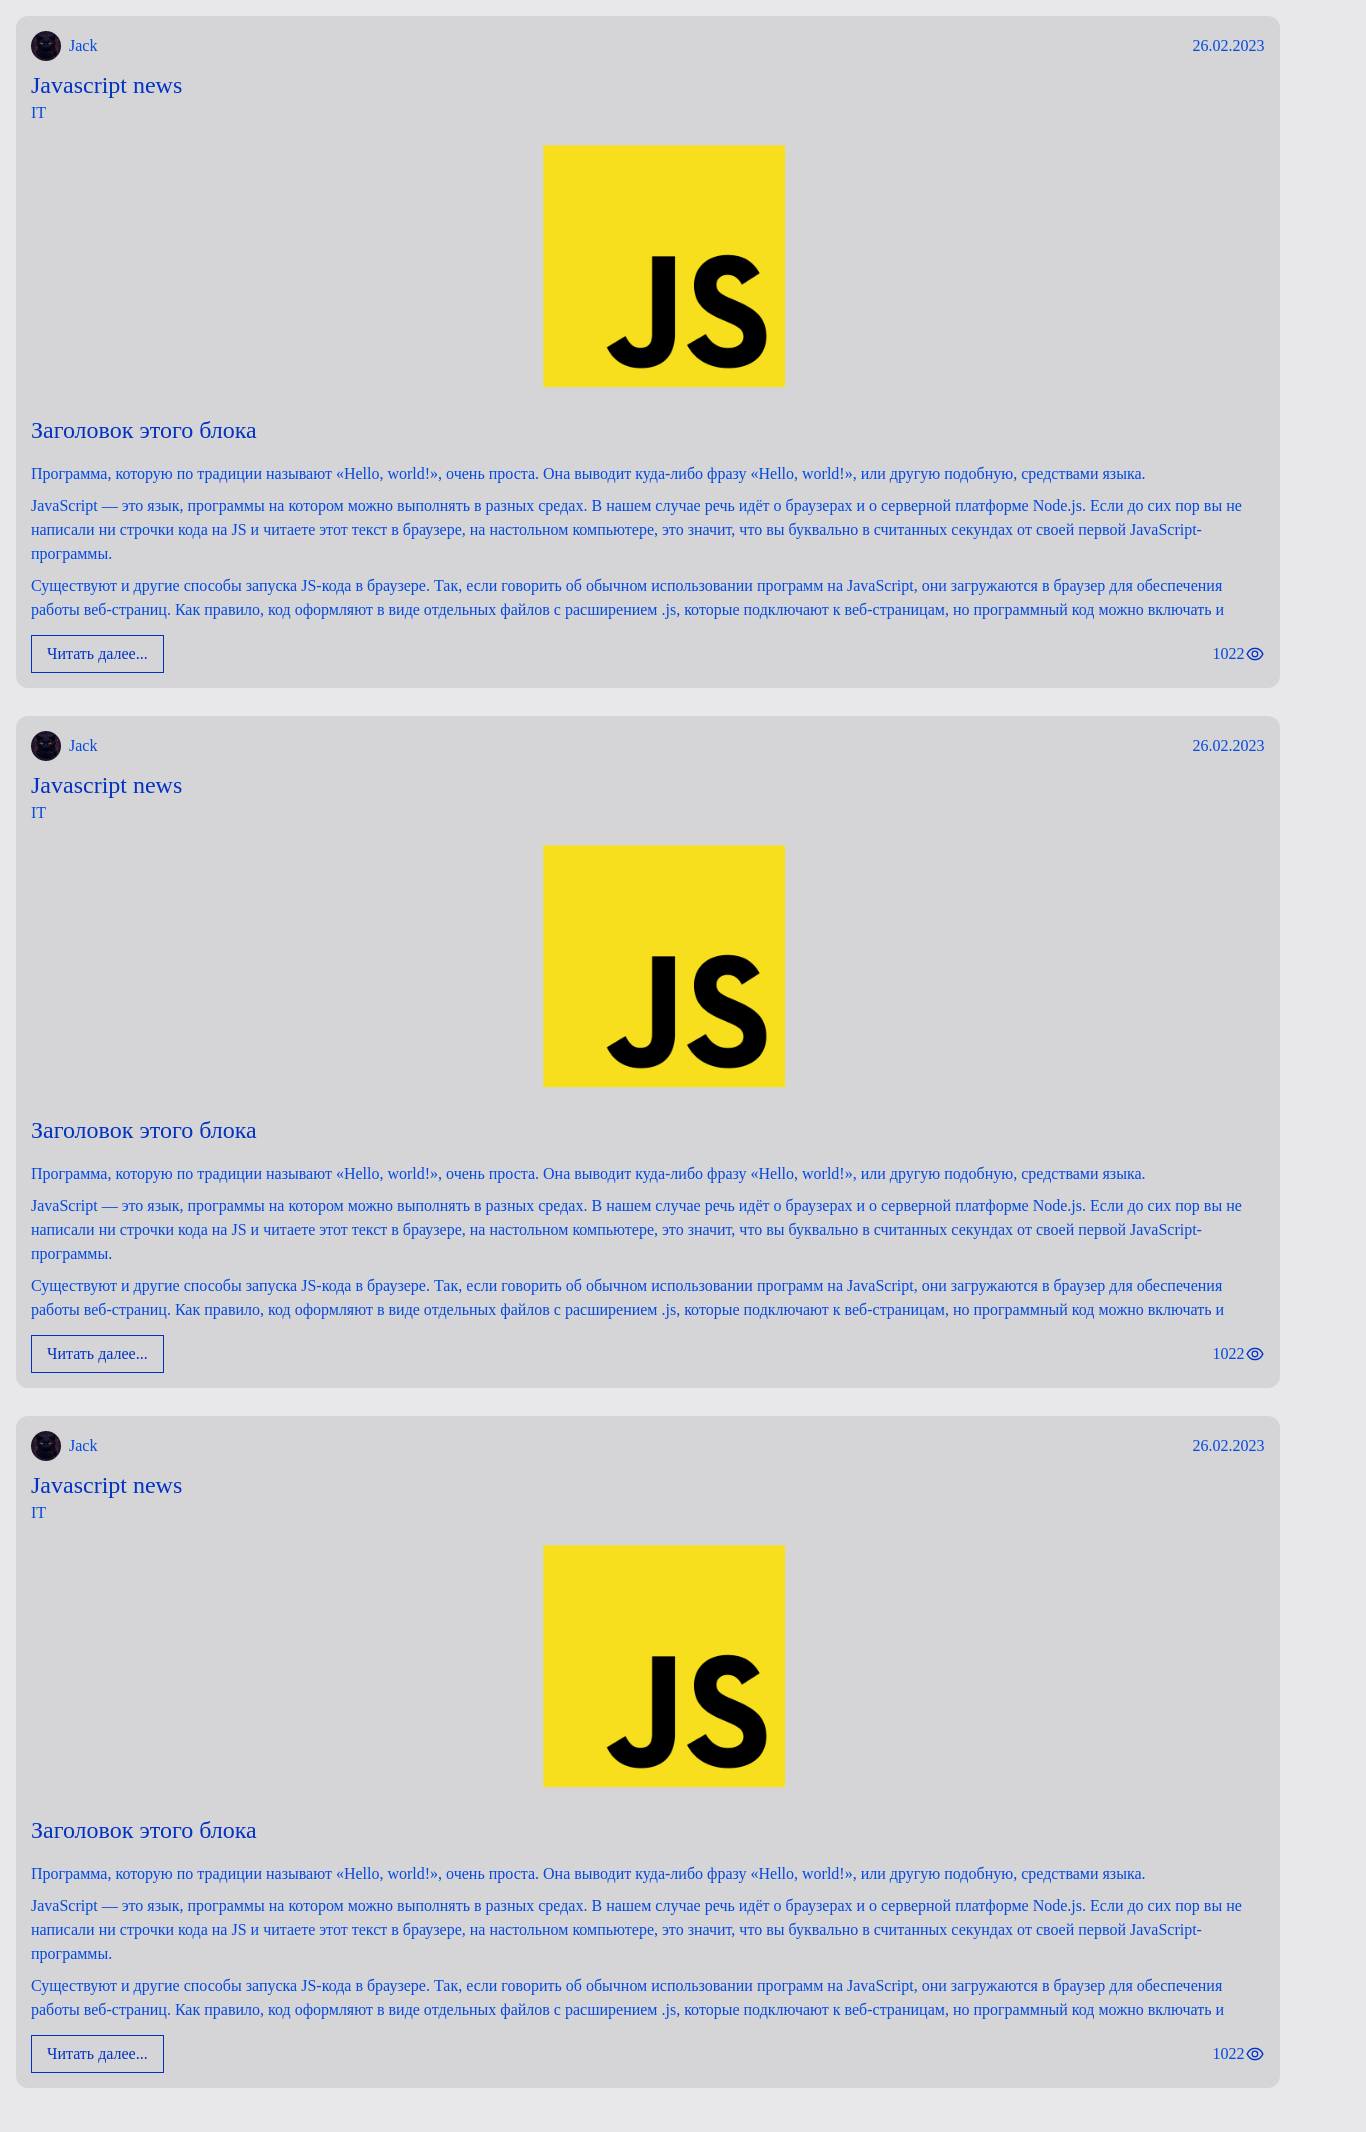 Jack
26.02.2023
Javascript news
IT
JS
Заголовок этого блока
Программа, которую по традиции называют «Hello, world!», очень проста. Она выводит куда-либо фразу «Hello, world!», или другую подобную, средствами языка.
JavaScript — это язык, программы на котором можно выполнять в разных средах. В нашем случае речь идёт о браузерах и о серверной платформе Node.js. Если до сих пор вы не
написали ни строчки кода на JS и читаете этот текст в браузере, на настольном компьютере, это значит, что вы буквально в считанных секундах от своей первой JavaScript-
программы.
Существуют и другие способы запуска JS-кода в браузере. Так, если говорить об обычном использовании программ на JavaScript, они загружаются в браузер для обеспечения
работы веб-страниц. Как правило, код оформляют в виде отдельных файлов с расширением .js, которые подключают к веб-страницам, но программный код можно включать и
Читать далее...
1022
Jack
26.02.2023
Javascript news
IT
JS
Заголовок этого блока
Программа, которую по традиции называют «Hello, world!», очень проста. Она выводит куда-либо фразу «Hello, world!», или другую подобную, средствами языка.
JavaScript — это язык, программы на котором можно выполнять в разных средах. В нашем случае речь идёт о браузерах и о серверной платформе Node.js. Если до сих пор вы не
написали ни строчки кода на JS и читаете этот текст в браузере, на настольном компьютере, это значит, что вы буквально в считанных секундах от своей первой JavaScript-
программы.
Существуют и другие способы запуска JS-кода в браузере. Так, если говорить об обычном использовании программ на JavaScript, они загружаются в браузер для обеспечения
работы веб-страниц. Как правило, код оформляют в виде отдельных файлов с расширением .js, которые подключают к веб-страницам, но программный код можно включать и
Читать далее...
1022
Jack
26.02.2023
Javascript news
IT
JS
Заголовок этого блока
Программа, которую по традиции называют «Hello, world!», очень проста. Она выводит куда-либо фразу «Hello, world!», или другую подобную, средствами языка.
JavaScript — это язык, программы на котором можно выполнять в разных средах. В нашем случае речь идёт о браузерах и о серверной платформе Node.js. Если до сих пор вы не
написали ни строчки кода на JS и читаете этот текст в браузере, на настольном компьютере, это значит, что вы буквально в считанных секундах от своей первой JavaScript-
программы.
Существуют и другие способы запуска JS-кода в браузере. Так, если говорить об обычном использовании программ на JavaScript, они загружаются в браузер для обеспечения
работы веб-страниц. Как правило, код оформляют в виде отдельных файлов с расширением .js, которые подключают к веб-страницам, но программный код можно включать и
Читать далее...
1022